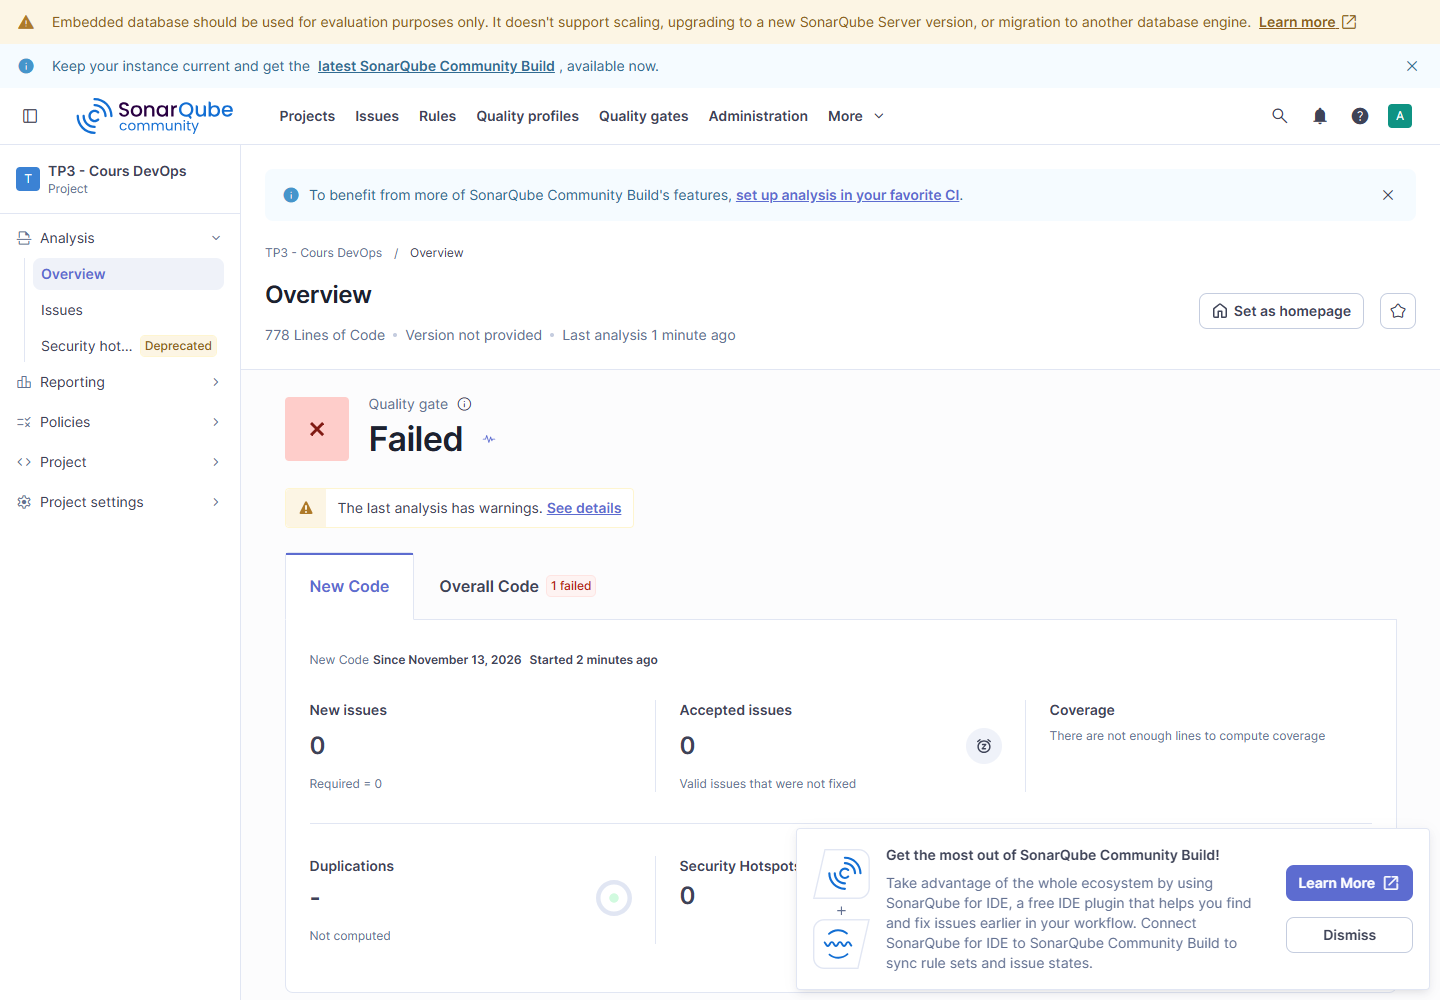 Embedded database should be used for evaluation purposes only. It doesn't support scaling, upgrading to a new SonarQube Server version, or migration to another database engine. Learn more
Keep your instance current and get the latest SonarQube Community Build , available now.
SonarQube community
Projects Issues Rules Quality profiles Quality gates Administration More
A
T
TP3 - Cours DevOps
Project
Analysis
Overview
Issues
Security hot... Deprecated
Reporting
Policies
Project
Project settings
To benefit from more of SonarQube Community Build's features, set up analysis in your favorite CI.
TP3 - Cours DevOps / Overview
Overview
Set as homepage
778 Lines of Code • Version not provided • Last analysis 1 minute ago
Quality gate
Failed
The last analysis has warnings. See details
New Code
Overall Code 1 failed
New Code Since November 13, 2026 Started 2 minutes ago
New issues
0
Required = 0
Accepted issues
0
Valid issues that were not fixed
Coverage
There are not enough lines to compute coverage
Duplications
-
Not computed
Security Hotspots
0
Get the most out of SonarQube Community Build!
Take advantage of the whole ecosystem by using
SonarQube for IDE, a free IDE plugin that helps you find
and fix issues earlier in your workflow. Connect
SonarQube for IDE to SonarQube Community Build to
sync rule sets and issue states.
Learn More
Dismiss